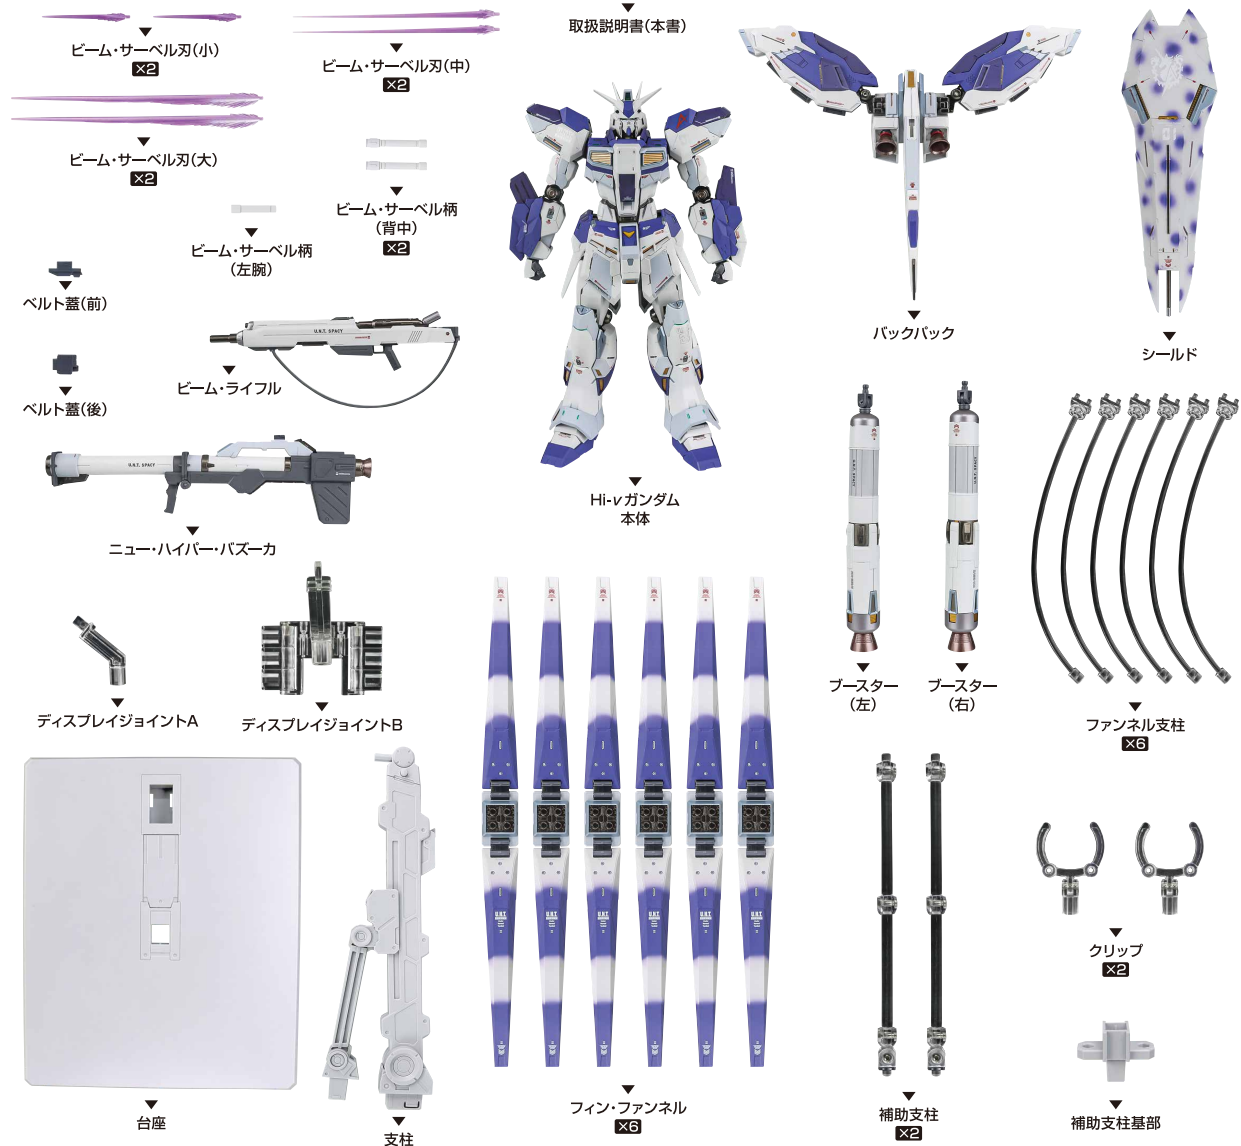 ビーム・サーベル刃(小)
×2
ビーム・サーベル刃(中)
×2
取扱説明書(本書)
ビーム・サーベル刃(大)
×2
ビーム・サーベル柄
(背中)
×2
ビーム・サーベル柄
(左腕)
ベルト蓋(前)
U.N.T. SPACY
ビーム・ライフル
ベルト蓋(後)
バックパック
シールド
U.N.T. SPACY
ニュー・ハイパー・バズーカ
Hi-νガンダム
本体
ディスプレイジョイントA
ディスプレイジョイントB
ブースター
(左)
ブースター
(右)
ファンネル支柱
×6
台座
支柱
U.N.T.
U.N.T.
U.N.T.
U.N.T.
U.N.T.
U.N.T.
フィン・ファンネル
×6
補助支柱
×2
クリップ
×2
補助支柱基部